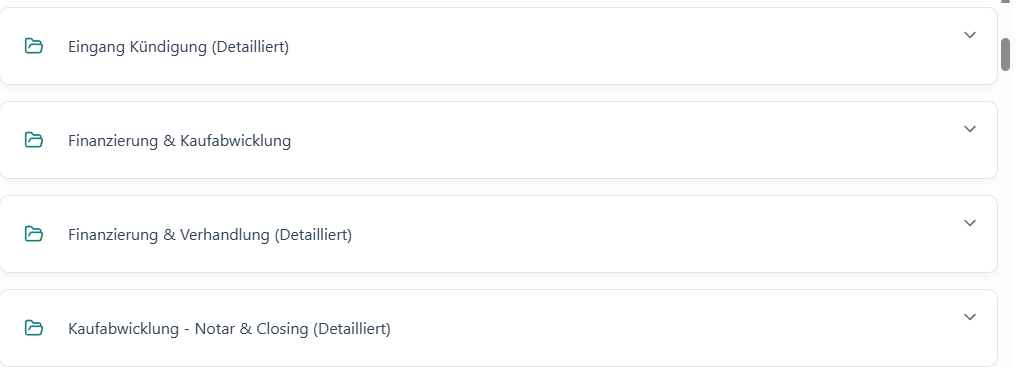 Eingang Kündigung (Detailliert)
Finanzierung & Kaufabwicklung
Finanzierung & Verhandlung (Detailliert)
Kaufabwicklung - Notar & Closing (Detailliert)